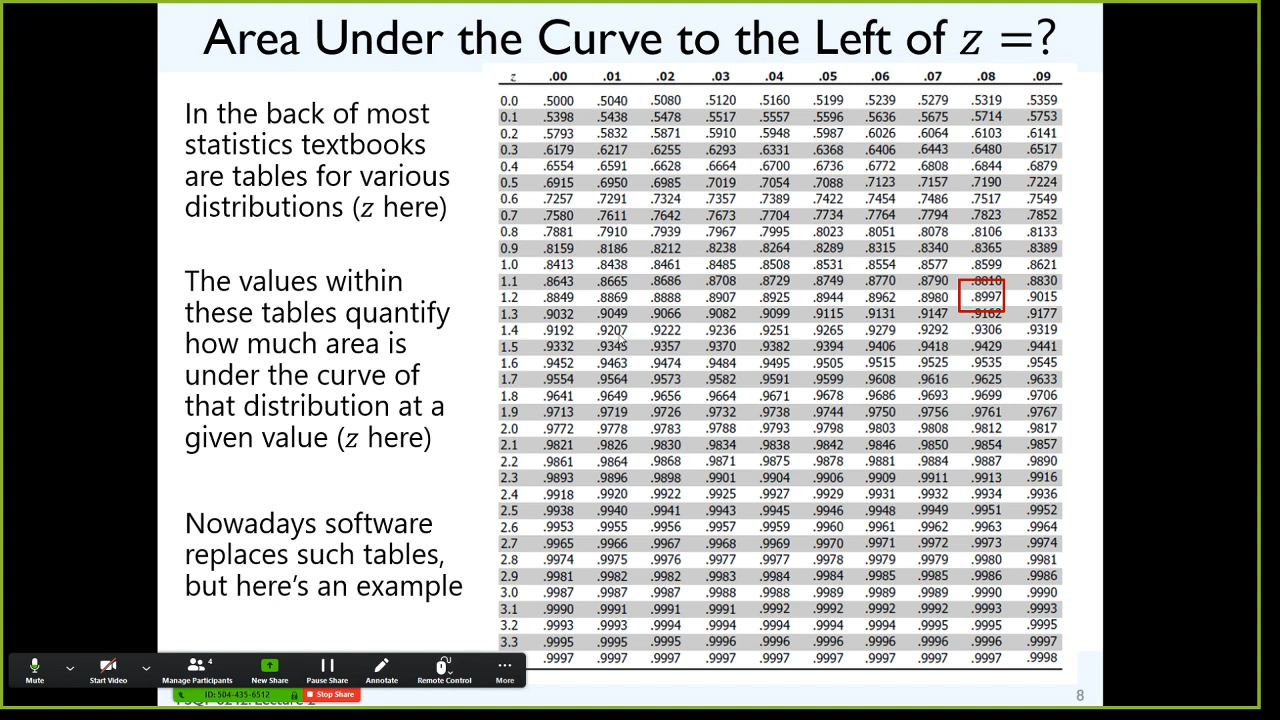 Area Under the Curve to the Left of z =?
In the back of most
statistics textbooks
are tables for various
distributions (z here)
The values within
these tables quantify
how much area is
under the curve of
that distribution at a
given value (z here)
Nowadays software
replaces such tables,
but here's an example
z .00 .01 .02 .03 .04 .05 .06 .07 .08 .09
0.0 .5000 .5040 .5080 .5120 .5160 .5199 .5239 .5279 .5319 .5359
0.1 .5398 .5438 .5478 .5517 .5557 .5596 .5636 .5675 .5714 .5753
0.2 .5793 .5832 .5871 .5910 .5948 .5987 .6026 .6064 .6103 .6141
0.3 .6179 .6217 .6255 .6293 .6331 .6368 .6406 .6443 .6480 .6517
0.4 .6554 .6591 .6628 .6664 .6700 .6736 .6772 .6808 .6844 .6879
0.5 .6915 .6950 .6985 .7019 .7054 .7088 .7123 .7157 .7190 .7224
0.6 .7257 .7291 .7324 .7357 .7389 .7422 .7454 .7486 .7517 .7549
0.7 .7580 .7611 .7642 .7673 .7704 .7734 .7764 .7794 .7823 .7852
0.8 .7881 .7910 .7939 .7967 .7995 .8023 .8051 .8078 .8106 .8133
0.9 .8159 .8186 .8212 .8238 .8264 .8289 .8315 .8340 .8365 .8389
1.0 .8413 .8438 .8461 .8485 .8508 .8531 .8554 .8577 .8599 .8621
1.1 .8643 .8665 .8686 .8708 .8729 .8749 .8770 .8790 .8810 .8830
1.2 .8849 .8869 .8888 .8907 .8925 .8944 .8962 .8980 .8997 .9015
1.3 .9032 .9049 .9066 .9082 .9099 .9115 .9131 .9147 .9162 .9177
1.4 .9192 .9207 .9222 .9236 .9251 .9265 .9279 .9292 .9306 .9319
1.5 .9332 .9345 .9357 .9370 .9382 .9394 .9406 .9418 .9429 .9441
1.6 .9452 .9463 .9474 .9484 .9495 .9505 .9515 .9525 .9535 .9545
1.7 .9554 .9564 .9573 .9582 .9591 .9599 .9608 .9616 .9625 .9633
1.8 .9641 .9649 .9656 .9664 .9671 .9678 .9686 .9693 .9699 .9706
1.9 .9713 .9719 .9726 .9732 .9738 .9744 .9750 .9756 .9761 .9767
2.0 .9772 .9778 .9783 .9788 .9793 .9798 .9803 .9808 .9812 .9817
2.1 .9821 .9826 .9830 .9834 .9838 .9842 .9846 .9850 .9854 .9857
2.2 .9861 .9864 .9868 .9871 .9875 .9878 .9881 .9884 .9887 .9890
2.3 .9893 .9896 .9898 .9901 .9904 .9906 .9909 .9911 .9913 .9916
2.4 .9918 .9920 .9922 .9925 .9927 .9929 .9931 .9932 .9934 .9936
2.5 .9938 .9940 .9941 .9943 .9945 .9946 .9948 .9949 .9951 .9952
2.6 .9953 .9955 .9956 .9957 .9959 .9960 .9961 .9962 .9963 .9964
2.7 .9965 .9966 .9967 .9968 .9969 .9970 .9971 .9972 .9973 .9974
2.8 .9974 .9975 .9976 .9977 .9977 .9978 .9979 .9979 .9980 .9981
2.9 .9981 .9982 .9982 .9983 .9984 .9984 .9985 .9985 .9986 .9986
3.0 .9987 .9987 .9987 .9988 .9988 .9989 .9989 .9989 .9990 .9990
3.1 .9990 .9991 .9991 .9991 .9992 .9992 .9992 .9992 .9993 .9993
3.2 .9993 .9993 .9994 .9994 .9994 .9994 .9994 .9995 .9995 .9995
3.3 .9995 .9995 .9995 .9996 .9996 .9996 .9996 .9996 .9996 .9997
.9997 .9997 .9997 .9997 .9997 .9997 .9997 .9997 .9997 .9998
Mute Start Video Manage Participants 4 New Share Pause Share Annotate Remote Control More
ID: 504-435-6512 Stop Share
8